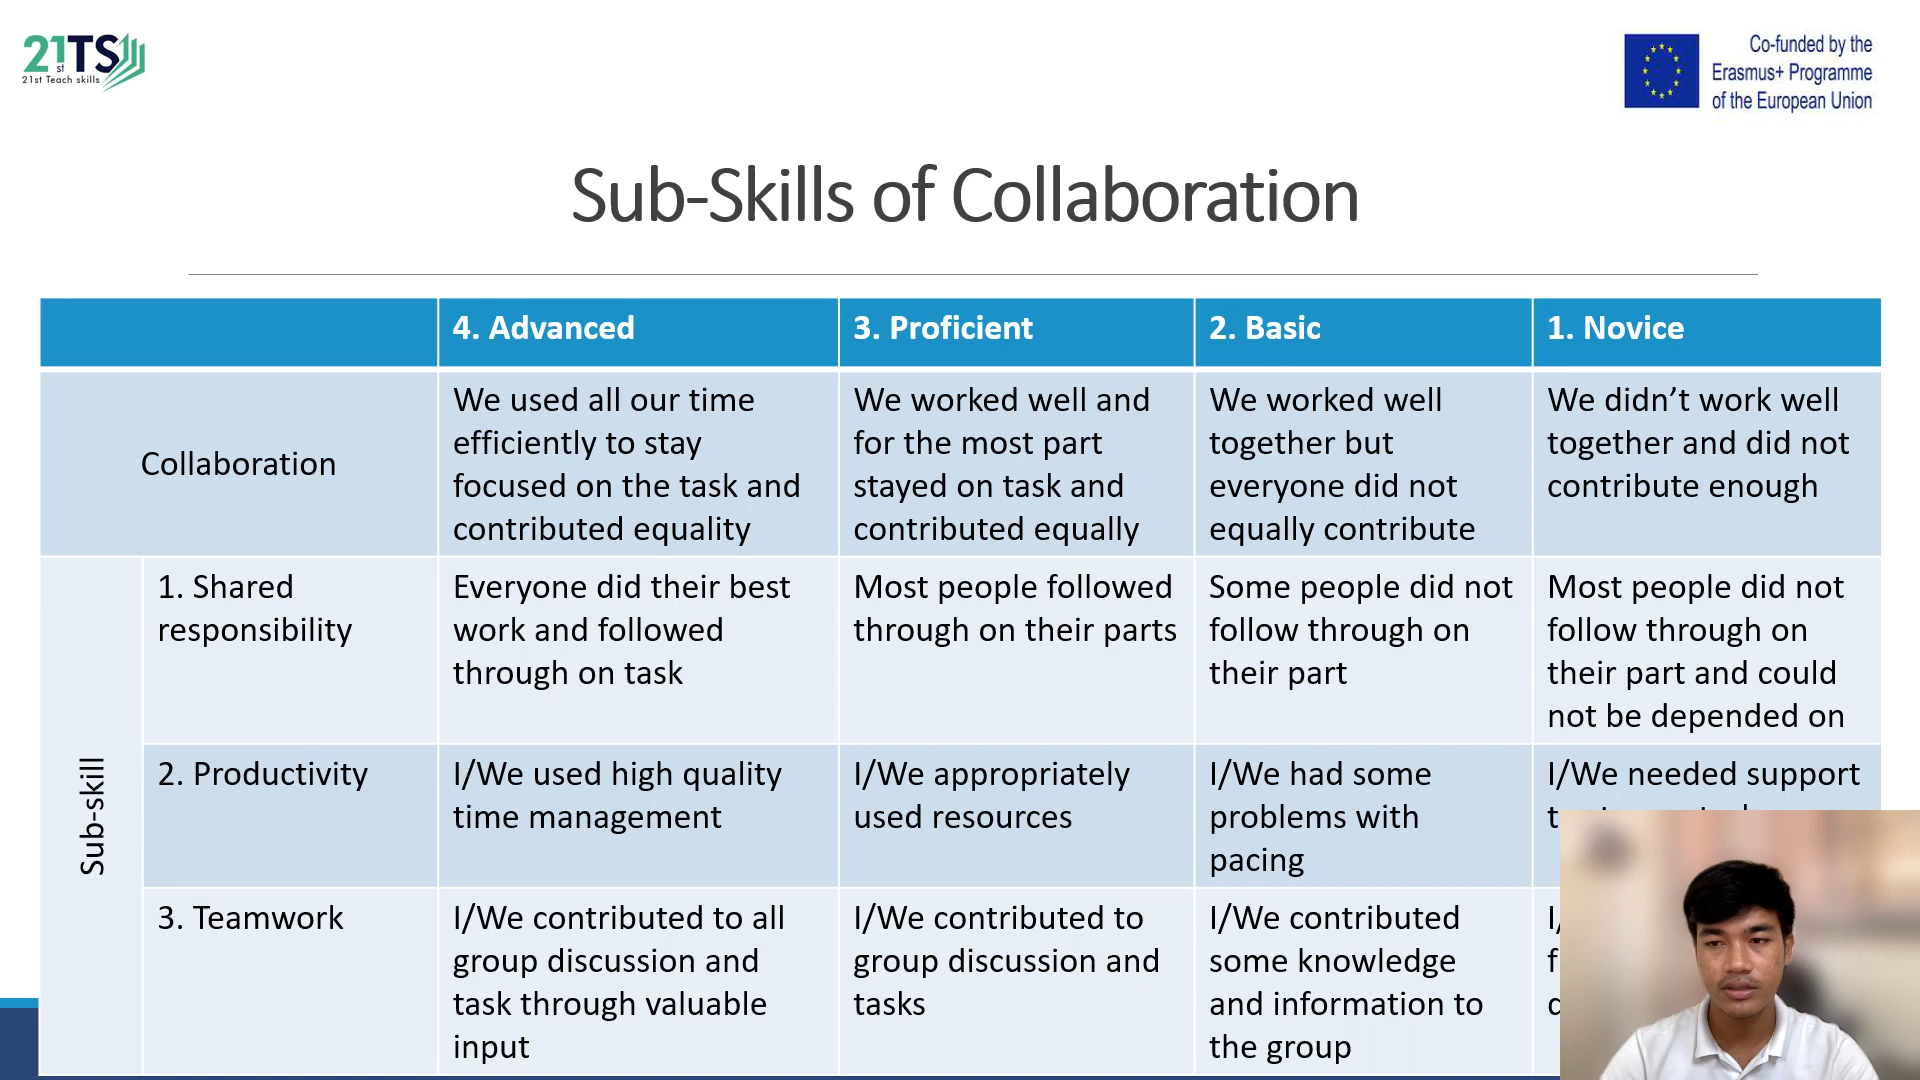 21stTS
21st Teach skills
Co-funded by the
Erasmus+ Programme
of the European Union
Sub-Skills of Collaboration
4. Advanced
3. Proficient
2. Basic
1. Novice
Collaboration
We used all our time
efficiently to stay
focused on the task and
contributed equality
We worked well and
for the most part
stayed on task and
contributed equally
We worked well
together but
everyone did not
equally contribute
We didn’t work well
together and did not
contribute enough
Sub-skill
1. Shared
responsibility
Everyone did their best
work and followed
through on task
Most people followed
through on their parts
Some people did not
follow through on
their part
Most people did not
follow through on
their part and could
not be depended on
2. Productivity
I/We used high quality
time management
I/We appropriately
used resources
I/We had some
problems with
pacing
I/We needed support
3. Teamwork
I/We contributed to all
group discussion and
task through valuable
input
I/We contributed to
group discussion and
tasks
I/We contributed
some knowledge
and information to
the group